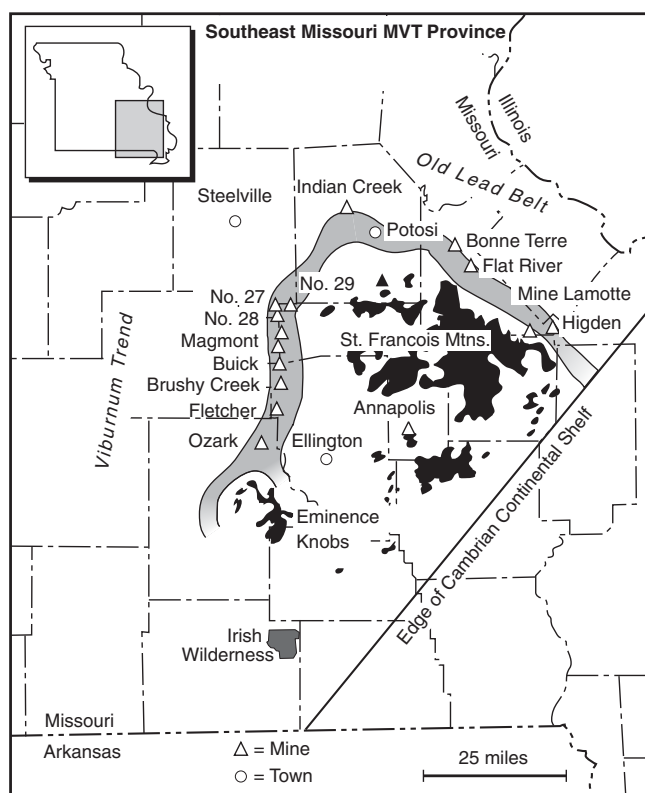 Southeast Missouri MVT Province
Illinois
Missouri
Old Lead Belt
Indian Creek
Steelville
Potosi
Bonne Terre
Flat River
No. 29
No. 27
Mine Lamotte
No. 28
Higden
St. Francois Mtns.
Magmont
Buick
Brushy Creek
Viburnum Trend
Fletcher
Annapolis
Ozark
Ellington
Eminence
Knobs
Edge of Cambrian Continental Shelf
Irish
Wilderness
Missouri
Arkansas
△ = Mine
○ = Town
25 miles